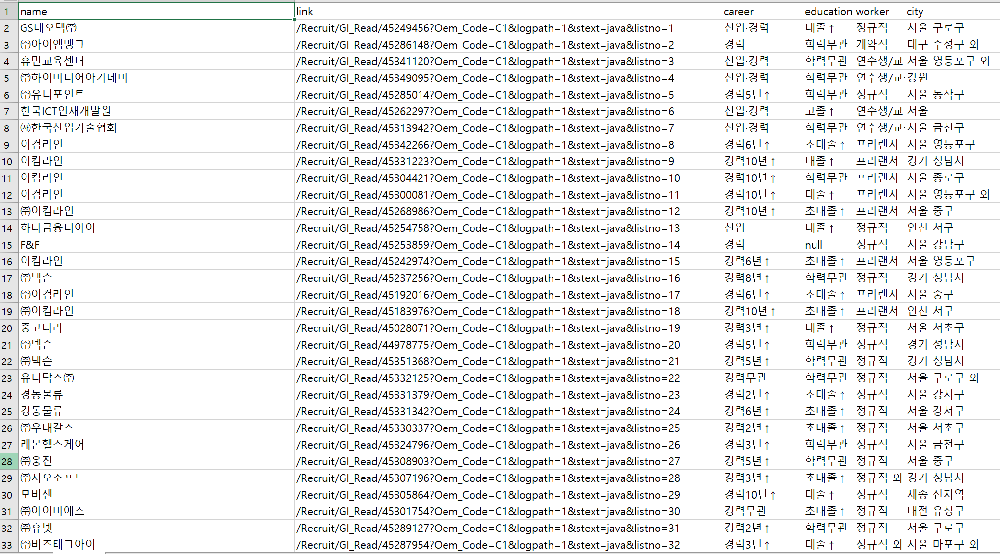 name link career education worker city
1
2 GS네오텍㈜ /Recruit/GI_Read/45249456?Oem_Code=C1&logpath=1&stext=java&listno=1 신입·경력 대졸↑ 정규직 서울 구로구
3 ㈜아이엠뱅크 /Recruit/GI_Read/45286148?Oem_Code=C1&logpath=1&stext=java&listno=2 경력 학력무관 계약직 대구 수성구 외
4 휴먼교육센터 /Recruit/GI_Read/45341120?Oem_Code=C1&logpath=1&stext=java&listno=3 신입·경력 학력무관 연수생/교 서울 영등포구 외
5 ㈜하이미디어아카데미 /Recruit/GI_Read/45349095?Oem_Code=C1&logpath=1&stext=java&listno=4 신입·경력 학력무관 연수생/교 강원
6 ㈜유니포인트 /Recruit/GI_Read/45285014?Oem_Code=C1&logpath=1&stext=java&listno=5 경력5년↑ 학력무관 정규직 서울 동작구
7 한국ICT인재개발원 /Recruit/GI_Read/45262297?Oem_Code=C1&logpath=1&stext=java&listno=6 신입·경력 고졸↑ 연수생/교 서울
8 ㈔한국산업기술협회 /Recruit/GI_Read/45313942?Oem_Code=C1&logpath=1&stext=java&listno=7 신입·경력 학력무관 연수생/교 서울 금천구
9 이컴라인 /Recruit/GI_Read/45342266?Oem_Code=C1&logpath=1&stext=java&listno=8 경력6년↑ 초대졸↑ 프리랜서 서울 영등포구
10 이컴라인 /Recruit/GI_Read/45331223?Oem_Code=C1&logpath=1&stext=java&listno=9 경력10년↑ 대졸↑ 프리랜서 경기 성남시
11 이컴라인 /Recruit/GI_Read/45304421?Oem_Code=C1&logpath=1&stext=java&listno=10 경력10년↑ 학력무관 프리랜서 서울 종로구
12 이컴라인 /Recruit/GI_Read/45300081?Oem_Code=C1&logpath=1&stext=java&listno=11 경력10년↑ 대졸↑ 프리랜서 서울 영등포구 외
13 ㈜이컴라인 /Recruit/GI_Read/45268986?Oem_Code=C1&logpath=1&stext=java&listno=12 경력10년↑ 초대졸↑ 프리랜서 서울 중구
14 하나금융티아이 /Recruit/GI_Read/45254758?Oem_Code=C1&logpath=1&stext=java&listno=13 신입 대졸↑ 정규직 인천 서구
15 F&F /Recruit/GI_Read/45253859?Oem_Code=C1&logpath=1&stext=java&listno=14 경력 null 정규직 서울 강남구
16 이컴라인 /Recruit/GI_Read/45242974?Oem_Code=C1&logpath=1&stext=java&listno=15 경력6년↑ 초대졸↑ 프리랜서 서울 영등포구
17 ㈜넥슨 /Recruit/GI_Read/45237256?Oem_Code=C1&logpath=1&stext=java&listno=16 경력8년↑ 학력무관 정규직 경기 성남시
18 ㈜이컴라인 /Recruit/GI_Read/45192016?Oem_Code=C1&logpath=1&stext=java&listno=17 경력6년↑ 초대졸↑ 프리랜서 서울 중구
19 ㈜이컴라인 /Recruit/GI_Read/45183976?Oem_Code=C1&logpath=1&stext=java&listno=18 경력10년↑ 초대졸↑ 프리랜서 인천 서구
20 중고나라 /Recruit/GI_Read/45028071?Oem_Code=C1&logpath=1&stext=java&listno=19 경력3년↑ 대졸↑ 정규직 서울 서초구
21 ㈜넥슨 /Recruit/GI_Read/44978775?Oem_Code=C1&logpath=1&stext=java&listno=20 경력5년↑ 학력무관 정규직 경기 성남시
22 ㈜넥슨 /Recruit/GI_Read/45351368?Oem_Code=C1&logpath=1&stext=java&listno=21 경력5년↑ 학력무관 정규직 경기 성남시
23 유니닥스㈜ /Recruit/GI_Read/45332125?Oem_Code=C1&logpath=1&stext=java&listno=22 경력무관 학력무관 정규직 서울 구로구 외
24 경동물류 /Recruit/GI_Read/45331379?Oem_Code=C1&logpath=1&stext=java&listno=23 경력2년↑ 초대졸↑ 정규직 서울 강서구
25 경동물류 /Recruit/GI_Read/45331342?Oem_Code=C1&logpath=1&stext=java&listno=24 경력6년↑ 초대졸↑ 정규직 서울 강서구
26 ㈜우대칼스 /Recruit/GI_Read/45330337?Oem_Code=C1&logpath=1&stext=java&listno=25 경력2년↑ 초대졸↑ 정규직 서울 서초구
27 레몬헬스케어 /Recruit/GI_Read/45324796?Oem_Code=C1&logpath=1&stext=java&listno=26 경력3년↑ 학력무관 정규직 서울 금천구
28 ㈜웅진 /Recruit/GI_Read/45308903?Oem_Code=C1&logpath=1&stext=java&listno=27 경력5년↑ 학력무관 정규직 서울 중구
29 ㈜지오소프트 /Recruit/GI_Read/45307196?Oem_Code=C1&logpath=1&stext=java&listno=28 경력3년↑ 초대졸↑ 정규직 외 경기 성남시
30 모비젠 /Recruit/GI_Read/45305864?Oem_Code=C1&logpath=1&stext=java&listno=29 경력10년↑ 대졸↑ 정규직 세종 전지역
31 ㈜아이비에스 /Recruit/GI_Read/45301754?Oem_Code=C1&logpath=1&stext=java&listno=30 경력무관 초대졸↑ 정규직 대전 유성구
32 ㈜휴넷 /Recruit/GI_Read/45289127?Oem_Code=C1&logpath=1&stext=java&listno=31 경력2년↑ 학력무관 정규직 서울 구로구
33 ㈜비즈테크아이 /Recruit/GI_Read/45287954?Oem_Code=C1&logpath=1&stext=java&listno=32 경력3년↑ 대졸↑ 정규직 외 서울 마포구 외